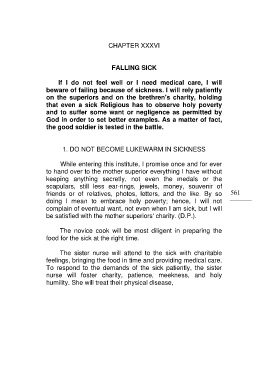 CHAPTER XXXVI
FALLING SICK
If I do not feel well or I need medical care, I will
beware of failing because of sickness. I will rely patiently
on the superiors and on the brethren's charity, holding
that even a sick Religious has to observe holy poverty
and to suffer some want or negligence as permitted by
God in order to set better examples. As a matter of fact,
the good soldier is tested in the battle.
1. DO NOT BECOME LUKEWARM IN SICKNESS
While entering this institute, I promise once and for ever
to hand over to the mother superior everything I have without
keeping anything secretly, not even the medals or the
scapulars, still less ear-rings, jewels, money, souvenir of
friends or of relatives, photos, letters, and the like. By so
doing I mean to embrace holy poverty; hence, I will not
complain of eventual want, not even when I am sick, but I will
be satisfied with the mother superiors' charity. (D.P.).
561
The novice cook will be most diligent in preparing the
food for the sick at the right time.
The sister nurse will attend to the sick with charitable
feelings, bringing the food in time and providing medical care.
To respond to the demands of the sick patiently, the sister
nurse will foster charity, patience, meekness, and holy
humility. She will treat their physical disease,